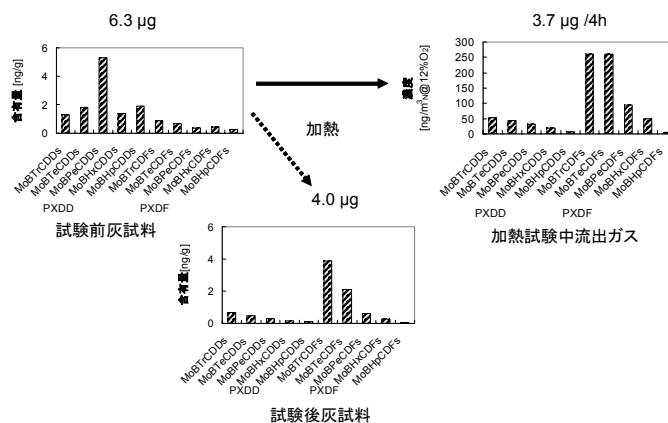 6.3 µg
含有量 [ng/g]
6
4
2
0
MoBTrCDDs
MoBTeCDDs
MoBPeCDDs
MoBHxCDDs
MoBHpCDDs
MoBTrCDFs
MoBTeCDFs
MoBPeCDFs
MoBHxCFDs
MoBHpCDFs
PXDD
PXDF
試験前灰試料
加熱
3.7 µg /4h
濃度
[ng/m³N@12%O₂]
300
250
200
150
100
50
0
MoBTrCDDs
MoBTeCDDs
MoBPeCDDs
MoBHxCDDs
MoBHpCDDs
MoBTrCDFs
MoBTeCDFs
MoBPeCDFs
MoBHxCFDs
MoBHpCDFs
PXDD
PXDF
加熱試験中流出ガス
4.0 µg
含有量[ng/g]
6
4
2
0
MoBTrCDDs
MoBTeCDDs
MoBPeCDDs
MoBHxCDDs
MoBHpCDDs
MoBTrCDFs
MoBTeCDFs
MoBPeCDFs
MoBHxCFDs
MoBHpCDFs
PXDD
PXDF
試験後灰試料